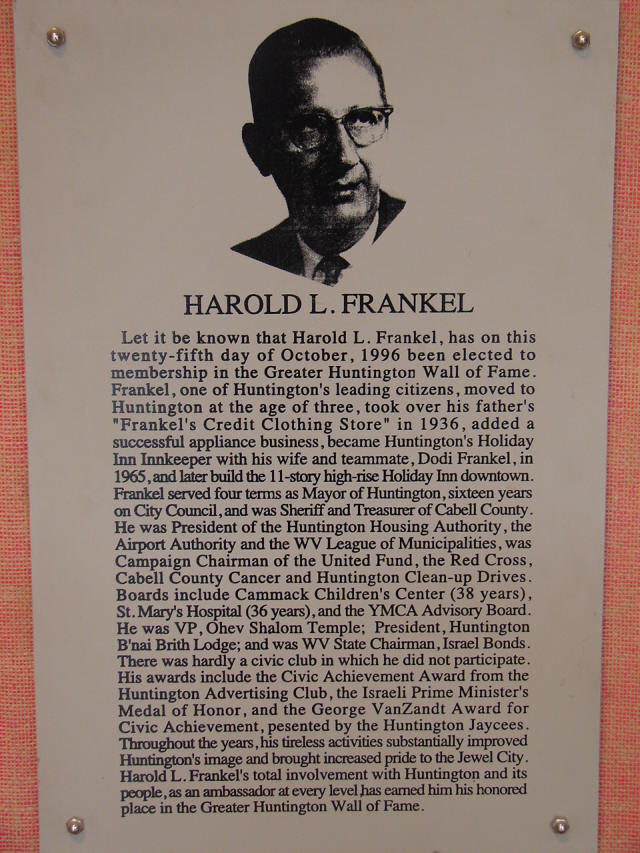 HAROLD L. FRANKEL
Let it be known that Harold L. Frankel, has on this
twenty-fifth day of October, 1996 been elected to
membership in the Greater Huntington Wall of Fame.
Frankel, one of Huntington's leading citizens, moved to
Huntington at the age of three, took over his father's
"Frankel's Credit Clothing Store" in 1936, added a
successful appliance business, became Huntington's Holiday
Inn Innkeeper with his wife and teammate, Dodi Frankel, in
1965, and later build the 11-story high-rise Holiday Inn downtown.
Frankel served four terms as Mayor of Huntington, sixteen years
on City Council, and was Sheriff and Treasurer of Cabell County.
He was President of the Huntington Housing Authority, the
Airport Authority and the WV League of Municipalities, was
Campaign Chairman of the United Fund, the Red Cross,
Cabell County Cancer and Huntington Clean-up Drives.
Boards include Cammack Children's Center (38 years),
St. Mary's Hospital (36 years), and the YMCA Advisory Board.
He was VP, Ohev Shalom Temple; President, Huntington
B'nai Brith Lodge; and was WV State Chairman, Israel Bonds.
There was hardly a civic club in which he did not participate.
His awards include the Civic Achievement Award from the
Huntington Advertising Club, the Israeli Prime Minister's
Medal of Honor, and the George VanZandt Award for
Civic Achievement, pesented by the Huntington Jaycees.
Throughout the years, his tireless activities substantially improved
Huntington's image and brought increased pride to the Jewel City.
Harold L. Frankel's total involvement with Huntington and its
people, as an ambassador at every level, has earned him his honored
place in the Greater Huntington Wall of Fame.